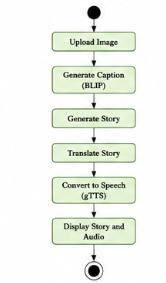 Upload Image
Generate Caption
(BLIP)
Generate Story
Translate Story
Convert to Speech
(gTTS)
Display Story and
Audio